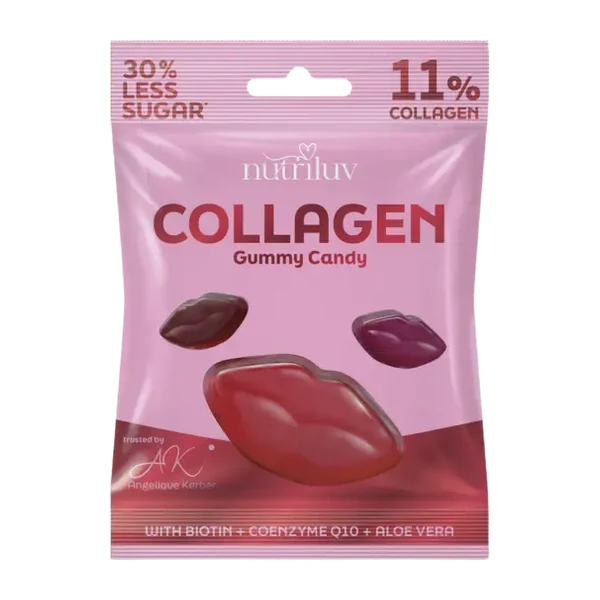 30%
LESS
SUGAR*
11%
COLLAGEN
nutriluv
COLLAGEN
Gummy Candy
trusted by
AK
Angelique Kerber
WITH BIOTIN + COENZYME Q10 + ALOE VERA